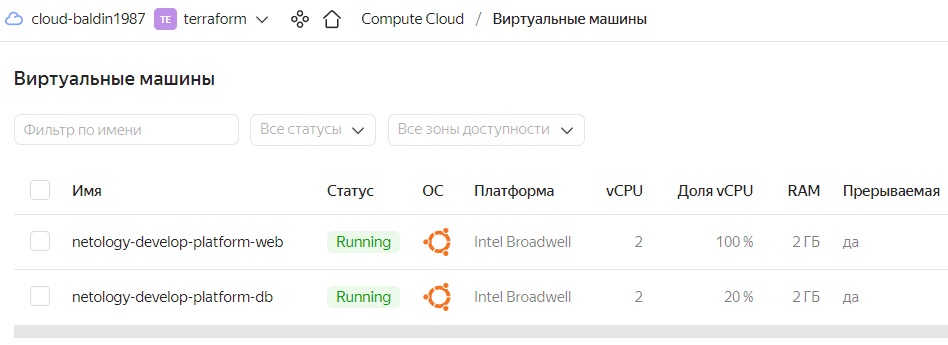 cloud-baldin1987 TE terraform Compute Cloud / Виртуальные машины
Виртуальные машины
Фильтр по имени Все статусы Все зоны доступности
Имя Статус ОС Платформа vCPU Доля vCPU RAM Прерываемая
netology-develop-platform-web Running Intel Broadwell 2 100 % 2 ГБ да
netology-develop-platform-db Running Intel Broadwell 2 20 % 2 ГБ да